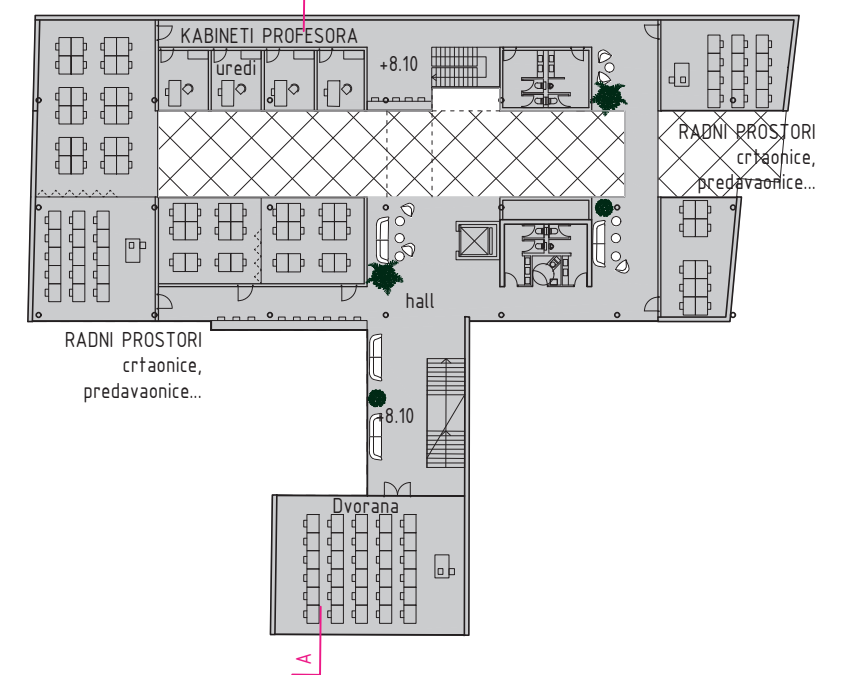 KABINETI PROFESORA
uredi
+8.10
RADNI PROSTORI
crtaonice,
predavaonice...
hall
RADNI PROSTORI
crtaonice,
predavaonice...
+8.10
Dvorana
A